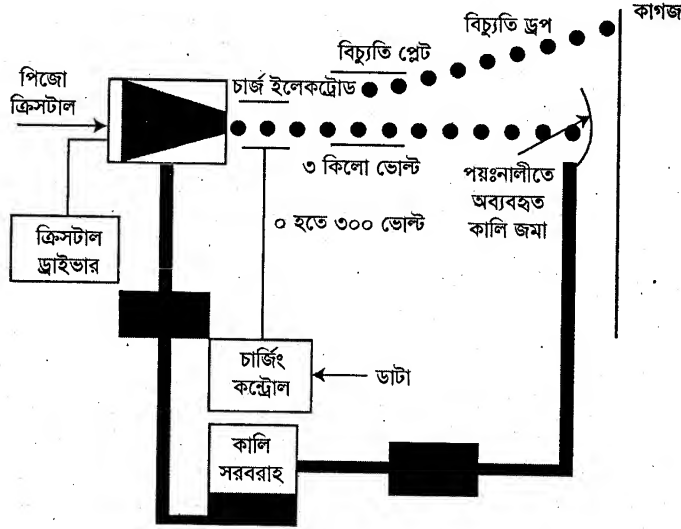 কাগজ
বিচ্যুতি ড্রপ
বিচ্যুতি প্লেট
পিজো
ক্রিসটাল
চার্জ ইলেকট্রোড
৩ কিলো ভোল্ট
পয়ঃনালীতে
অব্যবহৃত
কালি জমা
০ হতে ৩০০ ভোল্ট
ক্রিসটাল
ড্রাইভার
চার্জিং
কন্ট্রোল
ডাটা
কালি
সরবরাহ